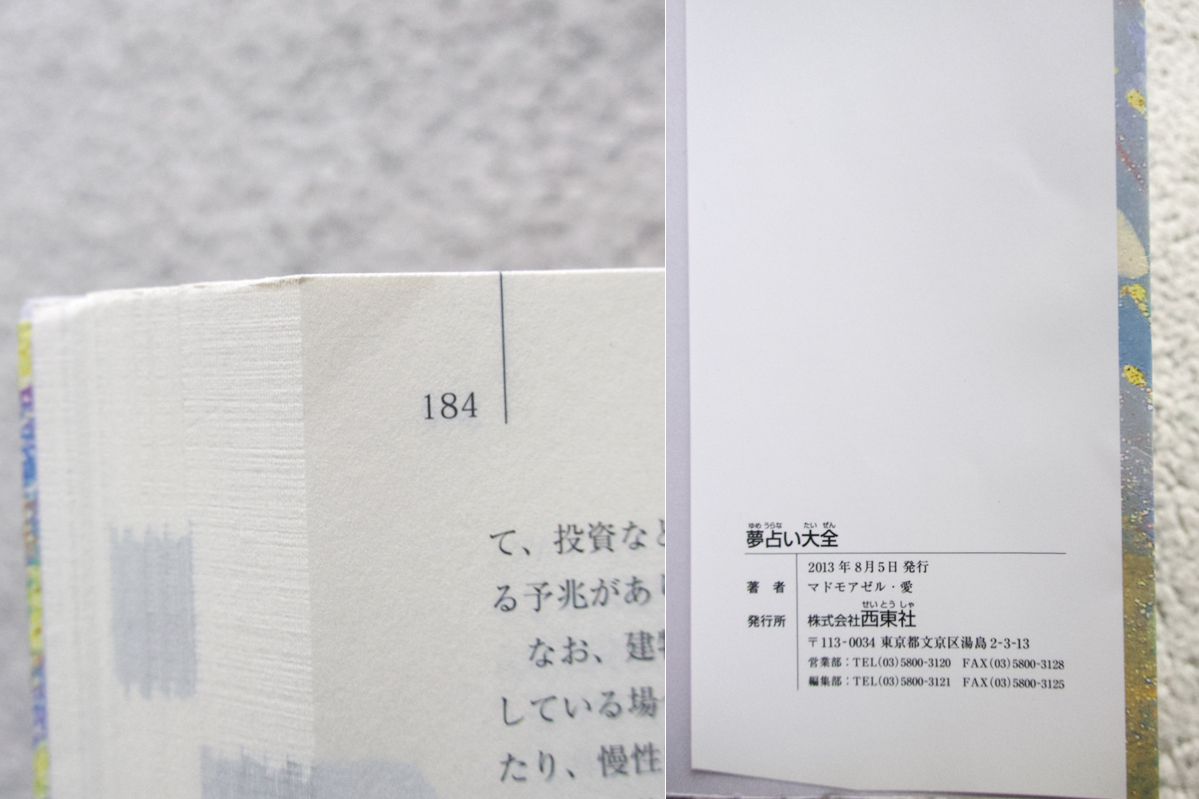 184
て、投資など
る予兆があり
なお、建物
している場
たり、慢性
ゆめ うらな たい ぜん
夢占い大全
2013年8月5日 発行
著 者 マドモアゼル・愛
せいとうしゃ
発行所 株式会社西東社
〒113-0034 東京都文京区湯島2-3-13
営業部:TEL(03)5800-3120 FAX(03)5800-3128
編集部:TEL(03)5800-3121 FAX(03)5800-3125